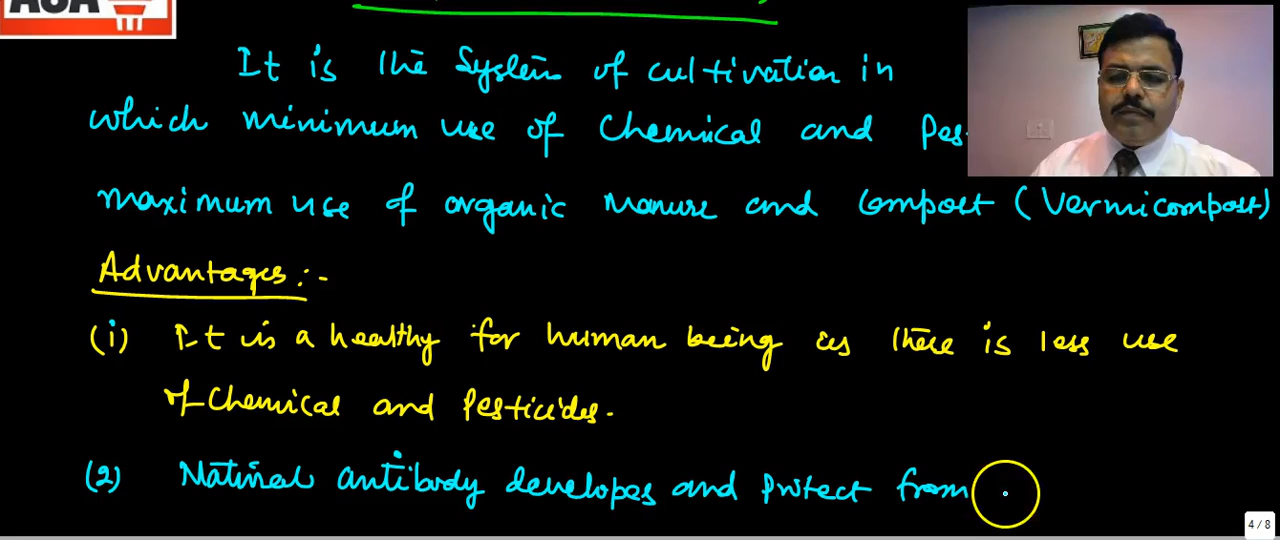 It is the System of cultivation in
which minimum use of Chemical and Pes
maximum use of organic manure and compost (Vermicompost)
Advantages :-
(i) It is a healthy for human being as there is less use
of Chemical and Pesticides.
(2) Natural antibody developes and protect from
4 / 8